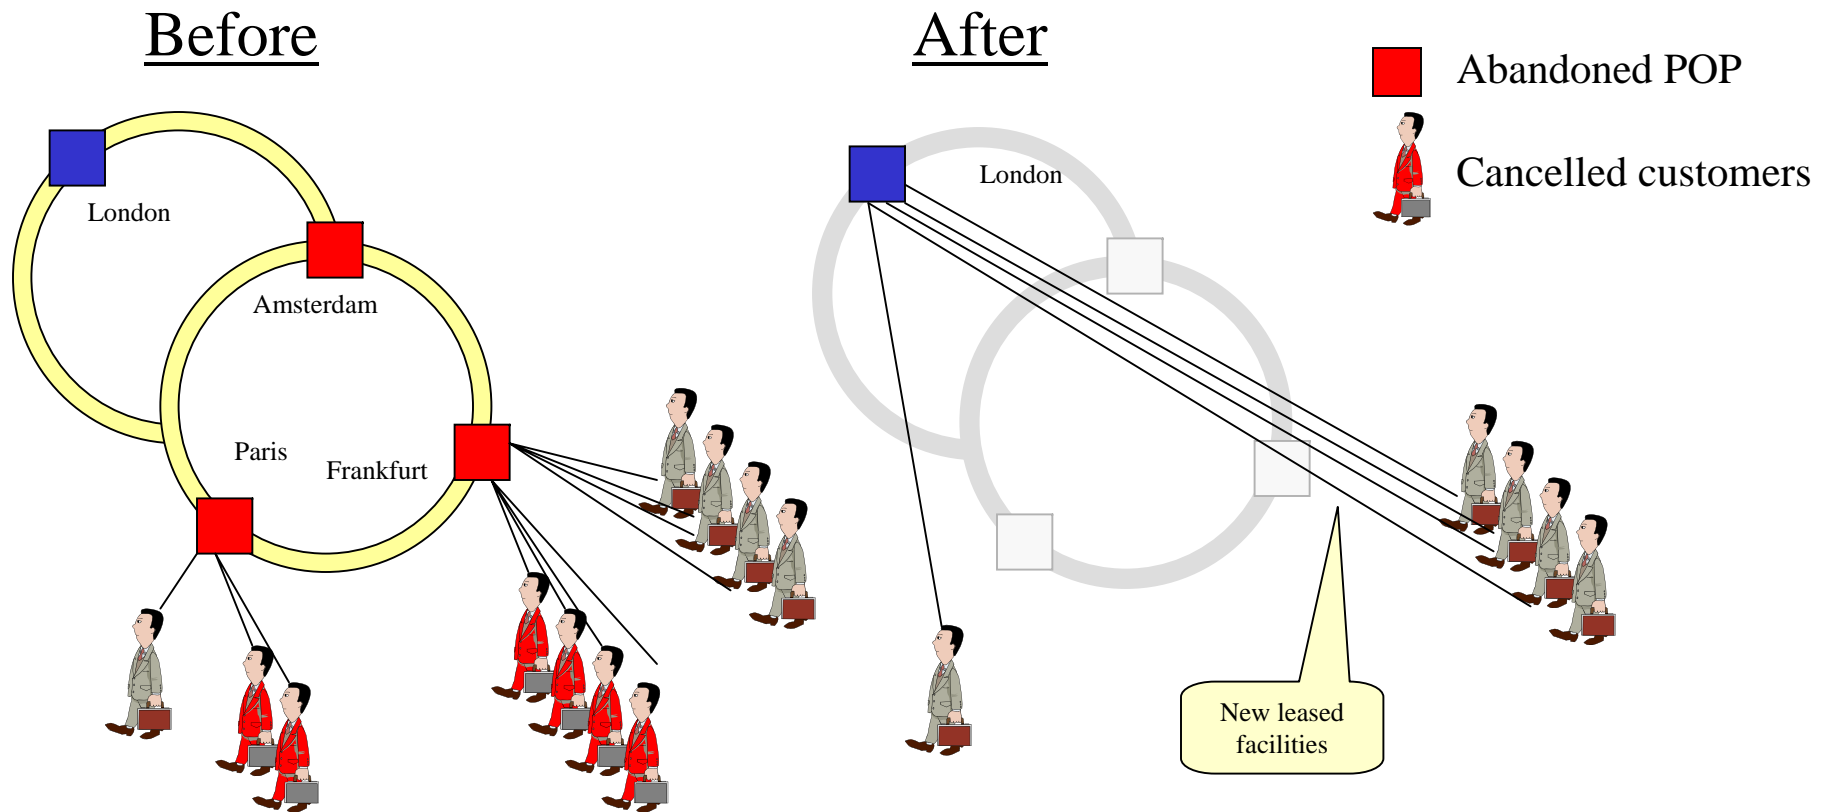 Before
London
Amsterdam
Paris
Frankfurt
After
London
New leased
facilities
Abandoned POP
Cancelled customers